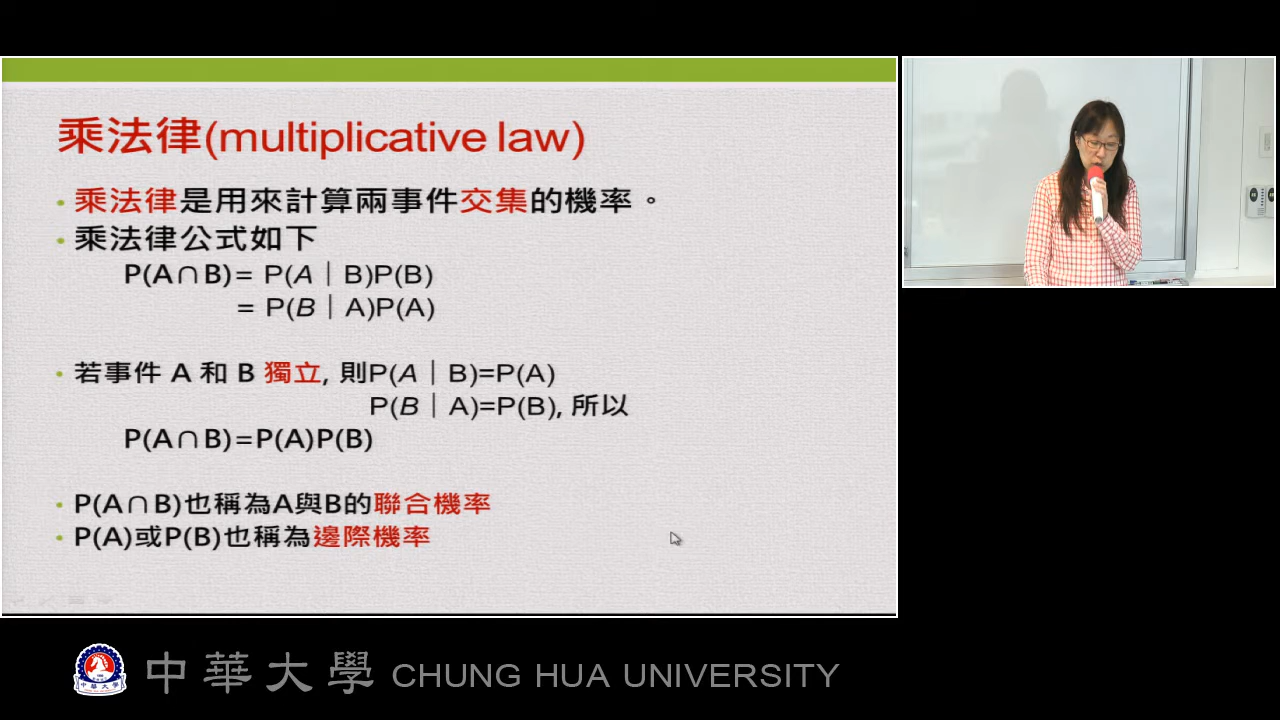 乘法律(multiplicative law)
乘法律是用來計算兩事件交集的機率。
乘法律公式如下
P(A∩B)= P(A│B)P(B)
= P(B│A)P(A)
若事件 A 和 B 獨立, 則P(A│B)=P(A)
P(B│A)=P(B), 所以
P(A∩B)=P(A)P(B)
P(A∩B)也稱為A與B的聯合機率
P(A)或P(B)也稱為邊際機率
中華大學 CHUNG HUA UNIVERSITY